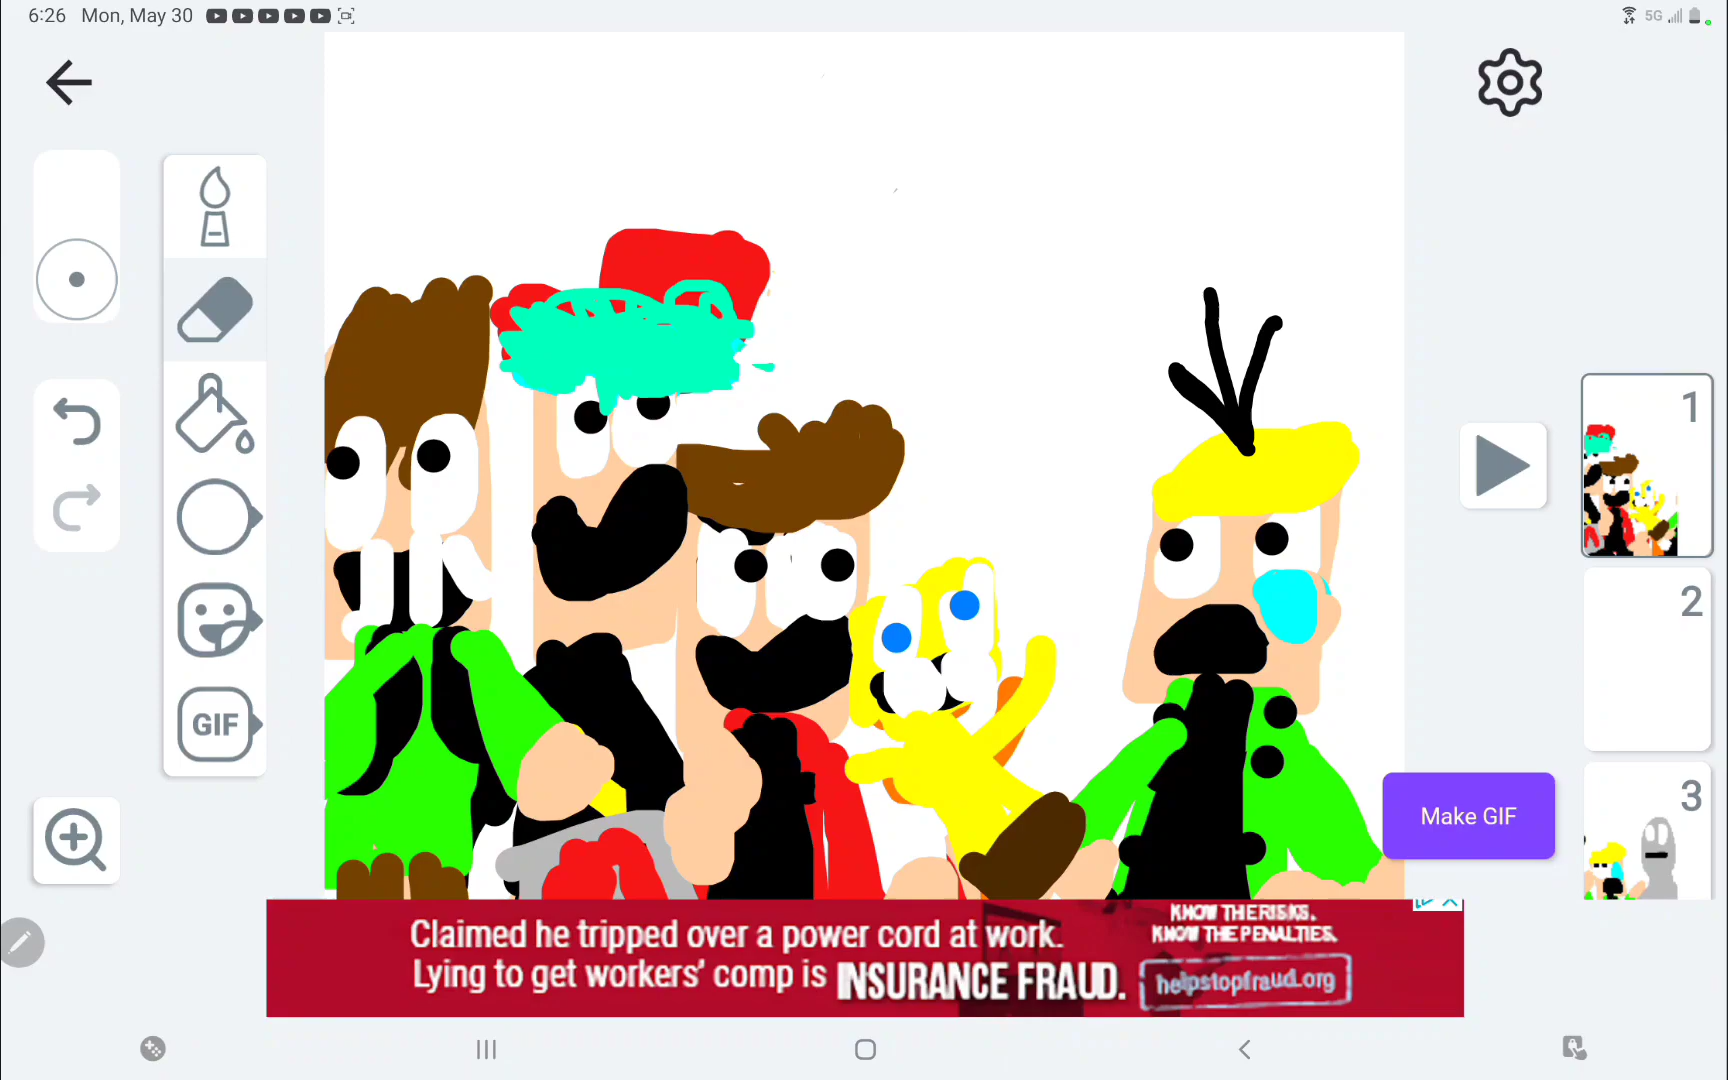 6:26 Mon, May 30
5G
1
2
3
GIF
Make GIF
Claimed he tripped over a power cord at work.
Lying to get workers' comp is INSURANCE FRAUD.
KNOW THE RISKS.
KNOW THE PENALTIES.
helpstopfraud.org